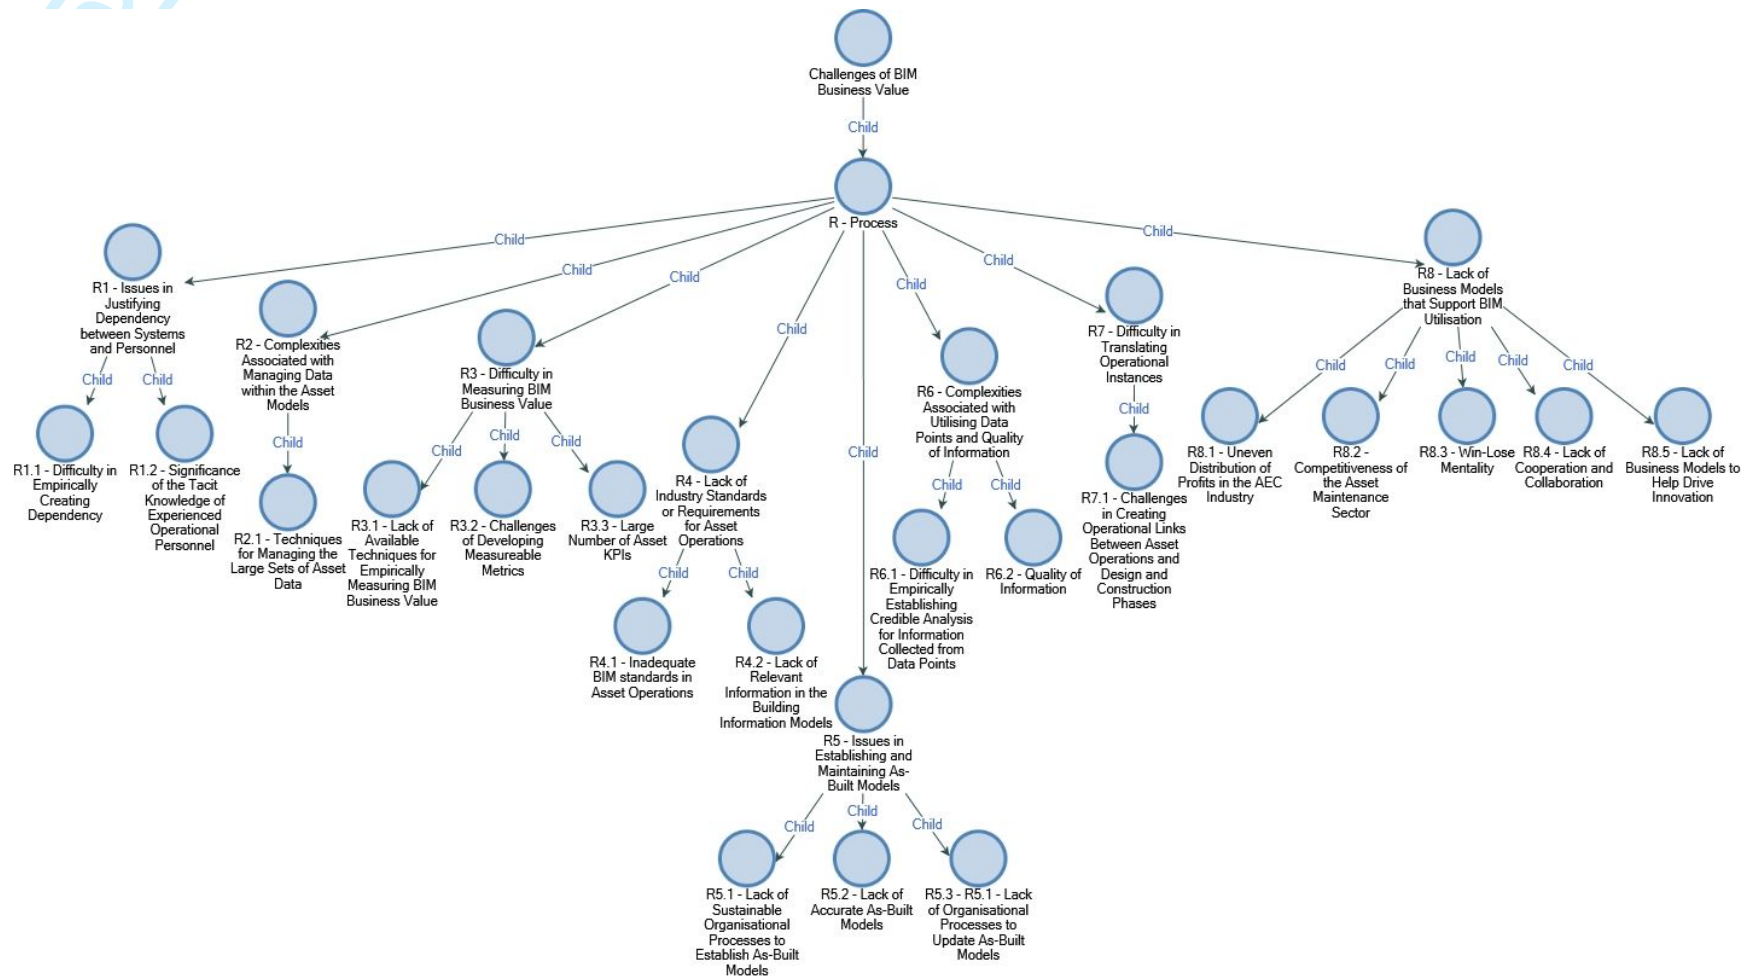 Challenges of BIM
Business Value
Child
R - Process
Child
Child
Child
Child
Child
Child
Child
Child
R1 - Issues in
Justifying
Dependency
between Systems
and Personnel
Child
Child
R1.1 - Difficulty in
Empirically
Creating
Dependency
R1.2 - Significance
of the Tacit
Knowledge of
Experienced
Operational
Personnel
R2 - Complexities
Associated with
Managing Data
within the Asset
Models
Child
R2.1 - Techniques
for Managing the
Large Sets of Asset
Data
R3 - Difficulty in
Measuring BIM
Business Value
Child
Child
Child
R3.1 - Lack of
Available
Techniques for
Empirically
Measuring BIM
Business Value
R3.2 - Challenges
of Developing
Measureable
Metrics
R3.3 - Large
Number of Asset
KPIs
R4 - Lack of
Industry Standards
or Requirements
for Asset
Operations
Child
Child
R4.1 - Inadequate
BIM standards in
Asset Operations
R4.2 - Lack of
Relevant
Information in the
Building
Information Models
R5 - Issues in
Establishing and
Maintaining As-
Built Models
Child
Child
Child
R5.1 - Lack of
Sustainable
Organisational
Processes to
Establish As-Built
Models
R5.2 - Lack of
Accurate As-Built
Models
R5.3 - R5.1 - Lack
of Organisational
Processes to
Update As-Built
Models
R6 - Complexities
Associated with
Utilising Data
Points and Quality
of Information
Child
Child
R6.1 - Difficulty in
Empirically
Establishing
Credible Analysis
for Information
Collected from
Data Points
R6.2 - Quality of
Information
R7 - Difficulty in
Translating
Operational
Instances
Child
R7.1 - Challenges
in Creating
Operational Links
Between Asset
Operations and
Design and
Construction
Phases
R8 - Lack of
Business Models
that Support BIM
Utilisation
Child
Child
Child
Child
Child
R8.1 - Uneven
Distribution of
Profits in the AEC
Industry
R8.2 -
Competitiveness of
the Asset
Maintenance
Sector
R8.3 - Win-Lose
Mentality
R8.4 - Lack of
Cooperation and
Collaboration
R8.5 - Lack of
Business Models to
Help Drive
Innovation